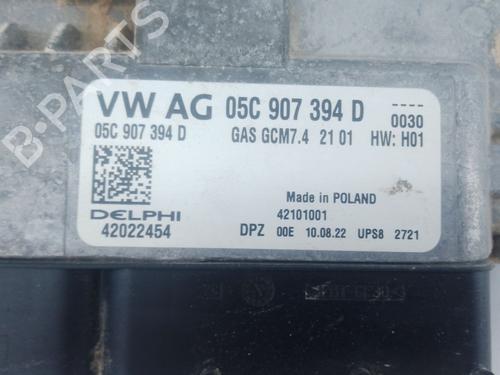 VW AG 05C 907 394 D ----
0030
05C 907 394 D GAS GCM7.4 21 01 HW: H01
Made in POLAND
DELPHI 42101001
42022454 DPZ 00E 10.08.22 UPS8 2721
B-PARTS